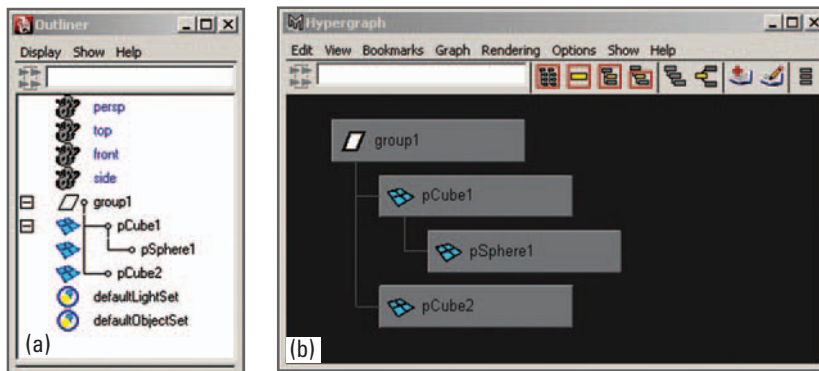 Outliner
Display Show Help
persp
top
front
side
group1
pCube1
pSphere1
pCube2
defaultLightSet
defaultObjectSet
(a)
Hypergraph
Edit View Bookmarks Graph Rendering Options Show Help
group1
pCube1
pSphere1
pCube2
(b)